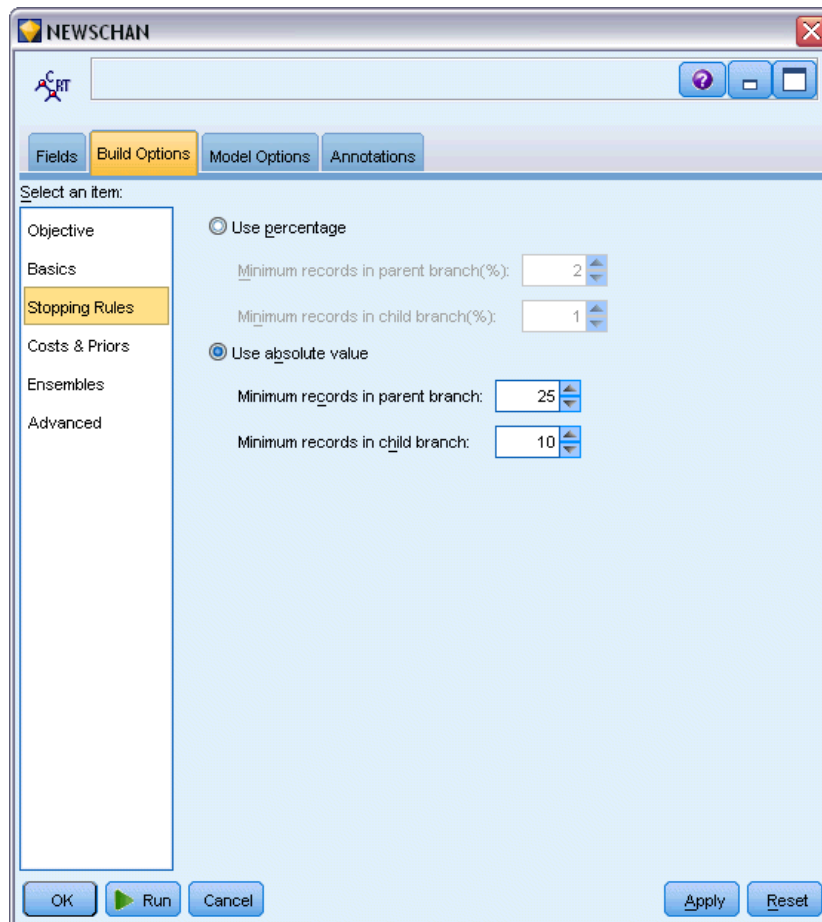 NEWSCHAN
C RT
Fields Build Options Model Options Annotations
Select an item:
Objective
Basics
Stopping Rules
Costs & Priors
Ensembles
Advanced
Use percentage
Minimum records in parent branch(%): 2
Minimum records in child branch(%): 1
Use absolute value
Minimum records in parent branch: 25
Minimum records in child branch: 10
OK Run Cancel Apply Reset